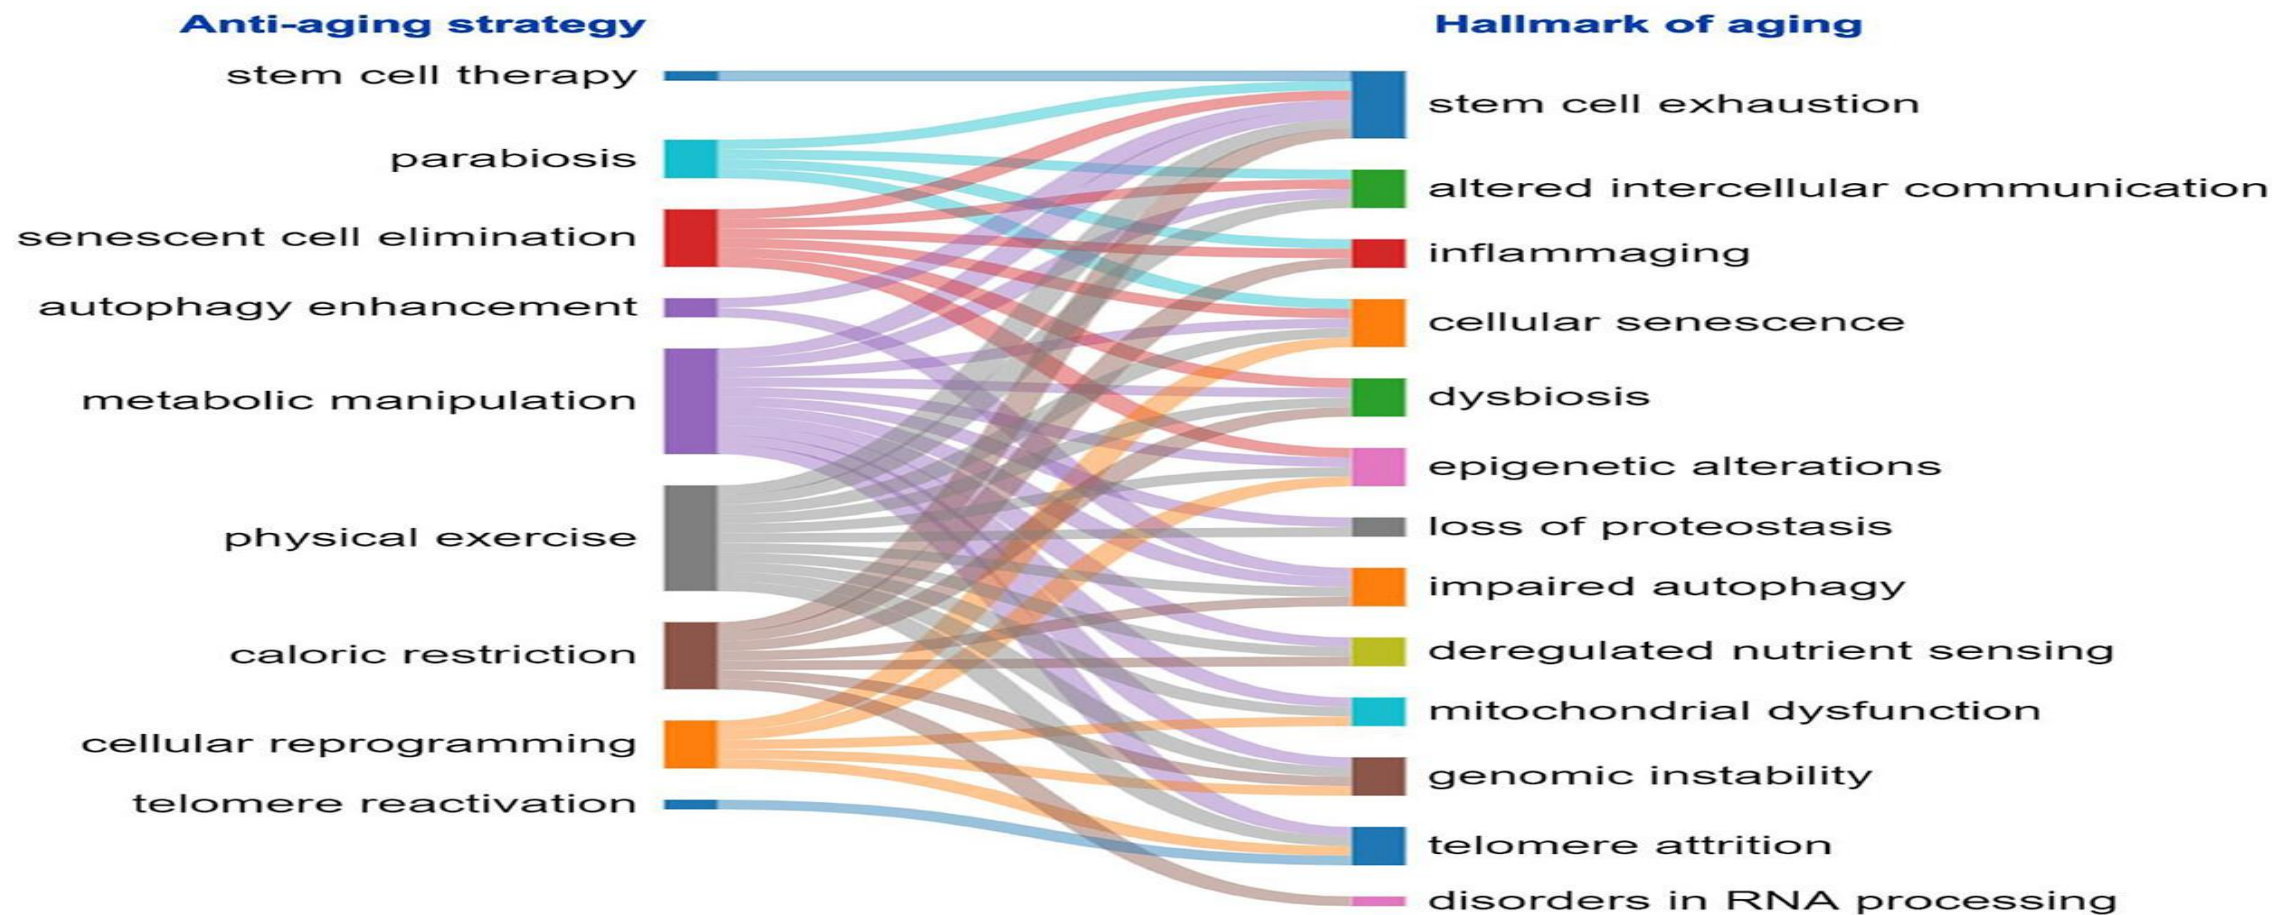 Anti-aging strategy
Hallmark of aging
stem cell therapy
parabiosis
senescent cell elimination
autophagy enhancement
metabolic manipulation
physical exercise
caloric restriction
cellular reprogramming
telomere reactivation
stem cell exhaustion
altered intercellular communication
inflammaging
cellular senescence
dysbiosis
epigenetic alterations
loss of proteostasis
impaired autophagy
deregulated nutrient sensing
mitochondrial dysfunction
genomic instability
telomere attrition
disorders in RNA processing